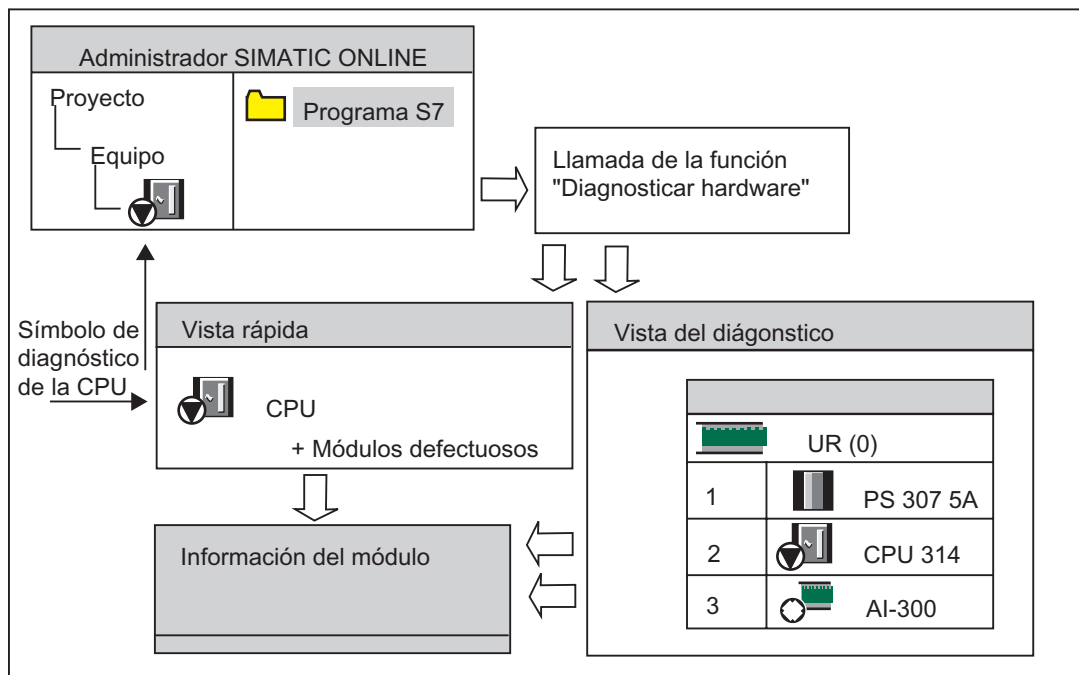 Administrador SIMATIC ONLINE
Proyecto
Equipo
Programa S7
Llamada de la función
"Diagnosticar hardware"
Símbolo de
diagnóstico
de la CPU
Vista rápida
CPU
+ Módulos defectuosos
Vista del diágonstico
UR (0)
1
PS 307 5A
2
CPU 314
3
AI-300
Información del módulo